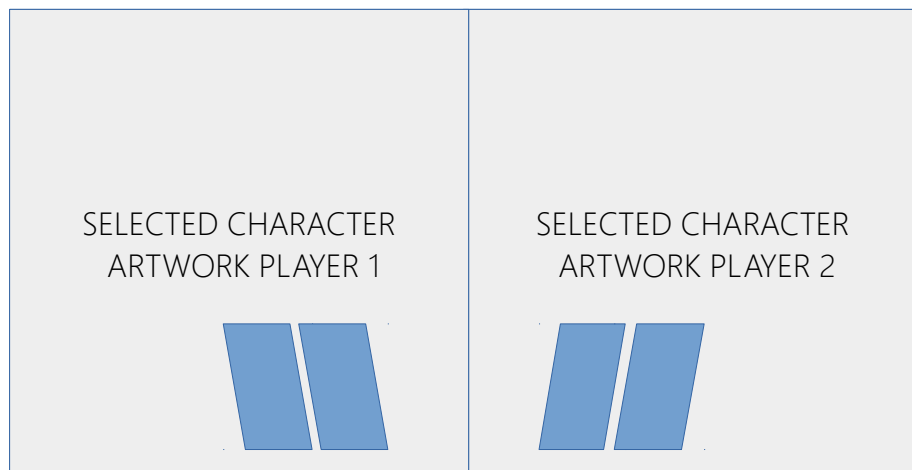 SELECTED CHARACTER
ARTWORK PLAYER 1
SELECTED CHARACTER
ARTWORK PLAYER 2